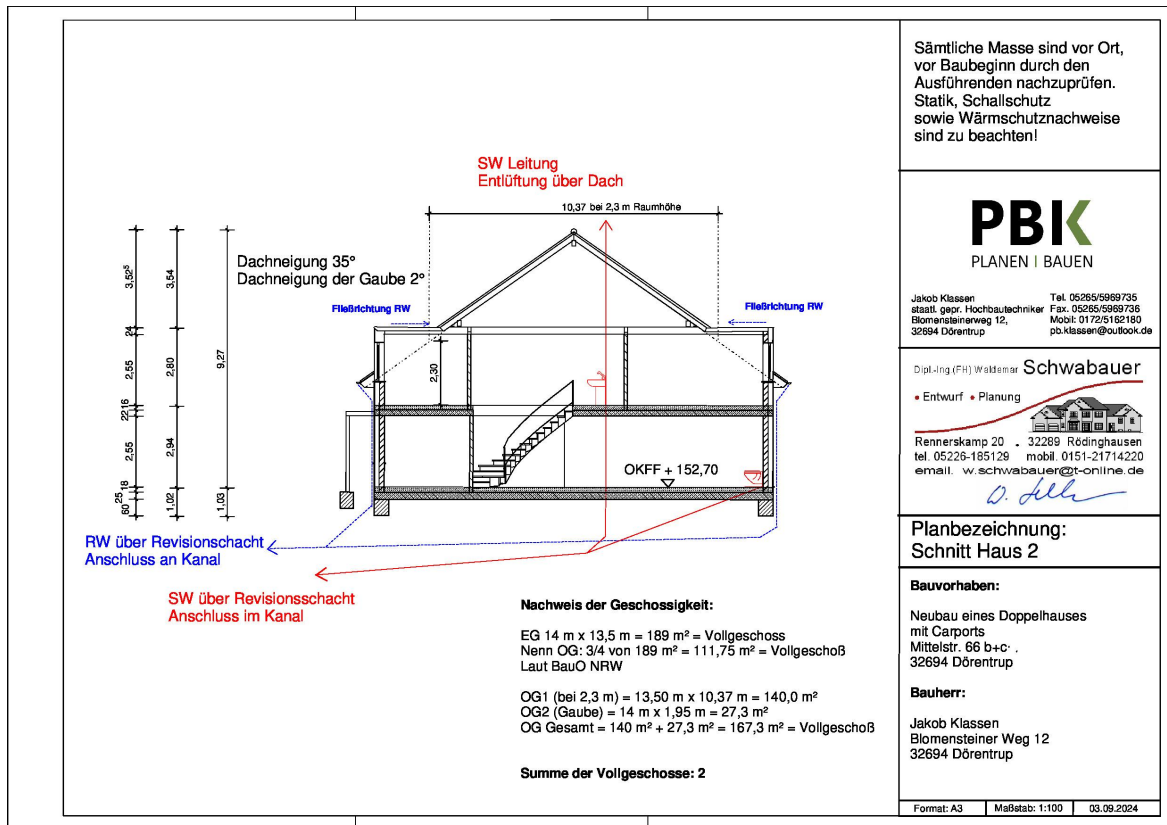 Sämtliche Masse sind vor Ort,
vor Baubeginn durch den
Ausführenden nachzuprüfen.
Statik, Schallschutz
sowie Wärmschutznachweise
sind zu beachten!
PBK
PLANEN | BAUEN
Jakob Klassen
staatl. gepr. Hochbautechniker
Blomensteinerweg 12,
32694 Dörentrup
Tel. 05265/5969735
Fax. 05265/5969736
Mobil: 0172/5162180
pb.klassen@outlook.de
Dipl.-Ing.(FH) Waldemar Schwabauer
• Entwurf • Planung
Rennerskamp 20 . 32289 Rödinghausen
tel. 05226-185129 mobil. 0151-21714220
email. w.schwabauer@t-online.de
Planbezeichnung:
Schnitt Haus 2
Bauvorhaben:
Neubau eines Doppelhauses
mit Carports
Mittelstr. 66 b+c
32694 Dörentrup
Bauherr:
Jakob Klassen
Blomensteiner Weg 12
32694 Dörentrup
Format: A3 Maßstab: 1:100 03.09.2024
SW Leitung
Entlüftung über Dach
10,37 bei 2,3 m Raumhöhe
Dachneigung 35°
Dachneigung der Gaube 2°
Fließrichtung RW
Fließrichtung RW
3,52⁵
24
2,55
16
22
2,55
18
25
60
3,54
2,80
2,94
1,02
9,27
1,03
2,30
OKFF + 152,70
RW über Revisionschacht
Anschluss an Kanal
SW über Revisionsschacht
Anschluss im Kanal
Nachweis der Geschossigkeit:
EG 14 m x 13,5 m = 189 m² = Vollgeschoss
Nenn OG: 3/4 von 189 m² = 111,75 m² = Vollgeschoß
Laut BauO NRW
OG1 (bei 2,3 m) = 13,50 m x 10,37 m = 140,0 m²
OG2 (Gaube) = 14 m x 1,95 m = 27,3 m²
OG Gesamt = 140 m² + 27,3 m² = 167,3 m² = Vollgeschoß
Summe der Vollgeschosse: 2